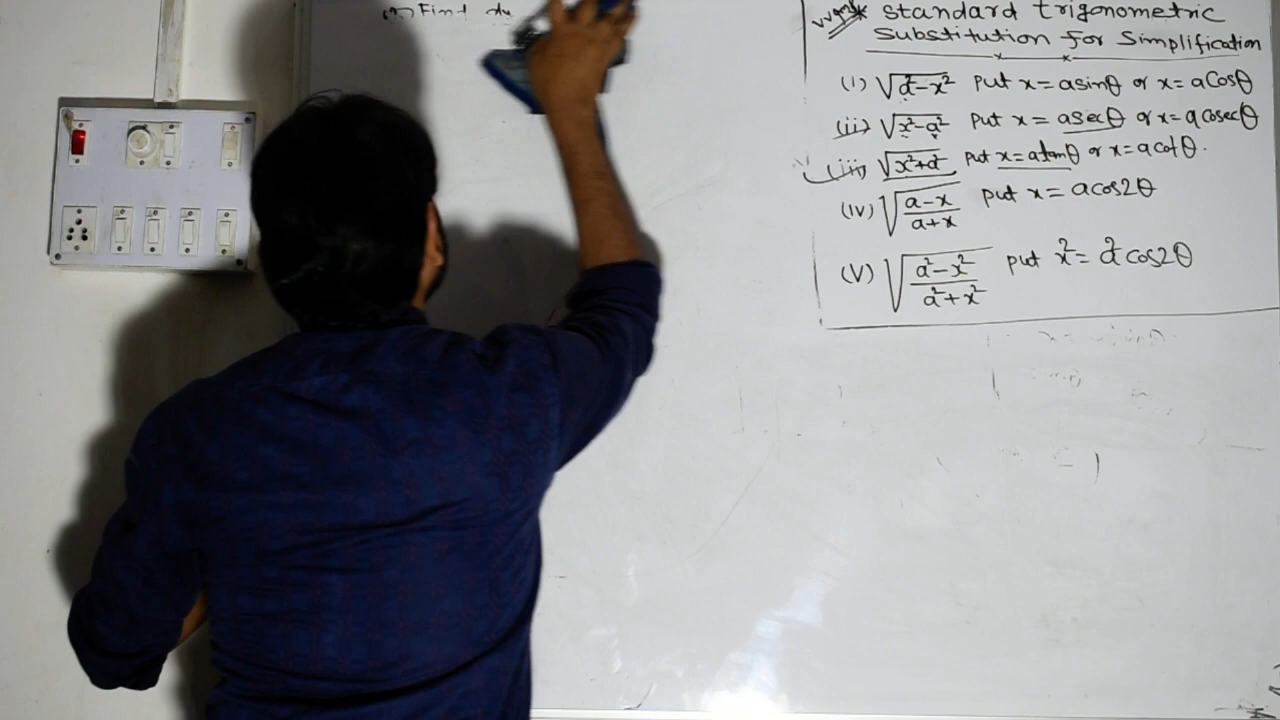 Find
standard trigonometric
Substitution for Simplification
(i) √a²-x² put x = a sinθ or x = a Cosθ
(ii) √x²-a² Put x = a secθ or x = a cosecθ
(iii) √x²+a² Put x = a tanθ or x = a cotθ.
(iv) √a-x/a+x put x = a cos2θ
(v) √a²-x²/a²+x² put x² = a² cos2θ